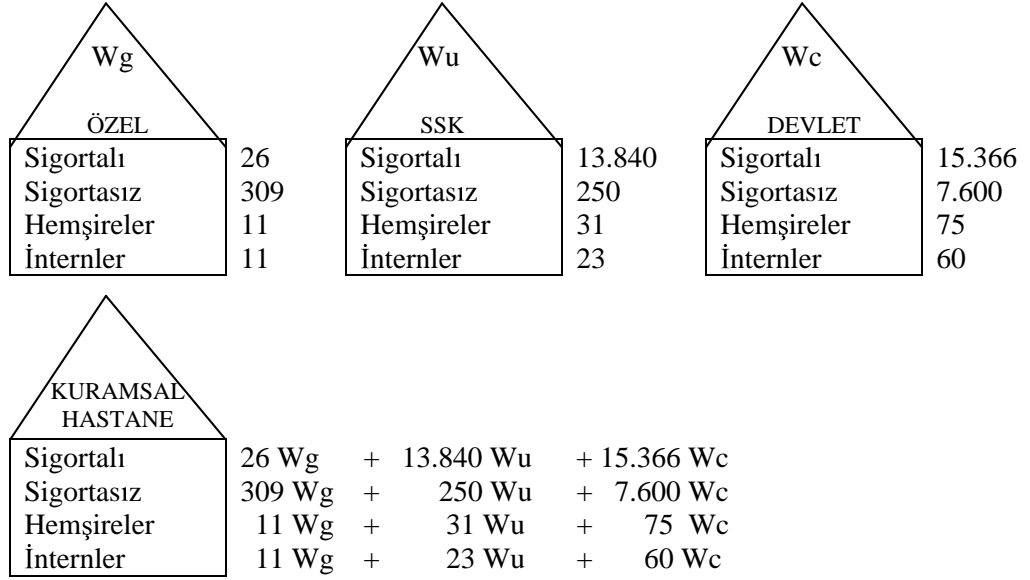 Wg Wu Wc
ÖZEL SSK DEVLET
Sigortalı 26 Sigortalı 13.840 Sigortalı 15.366
Sigortasız 309 Sigortasız 250 Sigortasız 7.600
Hemşireler 11 Hemşireler 31 Hemşireler 75
İnternler 11 İnternler 23 İnternler 60
KURAMSAL
HASTANE
Sigortalı 26 Wg + 13.840 Wu + 15.366 Wc
Sigortasız 309 Wg + 250 Wu + 7.600 Wc
Hemşireler 11 Wg + 31 Wu + 75 Wc
İnternler 11 Wg + 23 Wu + 60 Wc